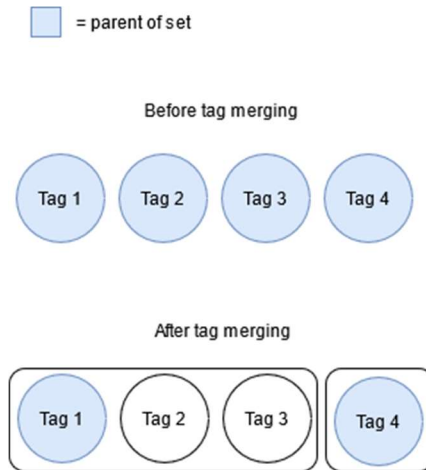 = parent of set
Before tag merging
Tag 1 Tag 2 Tag 3 Tag 4
After tag merging
Tag 1 Tag 2 Tag 3 Tag 4